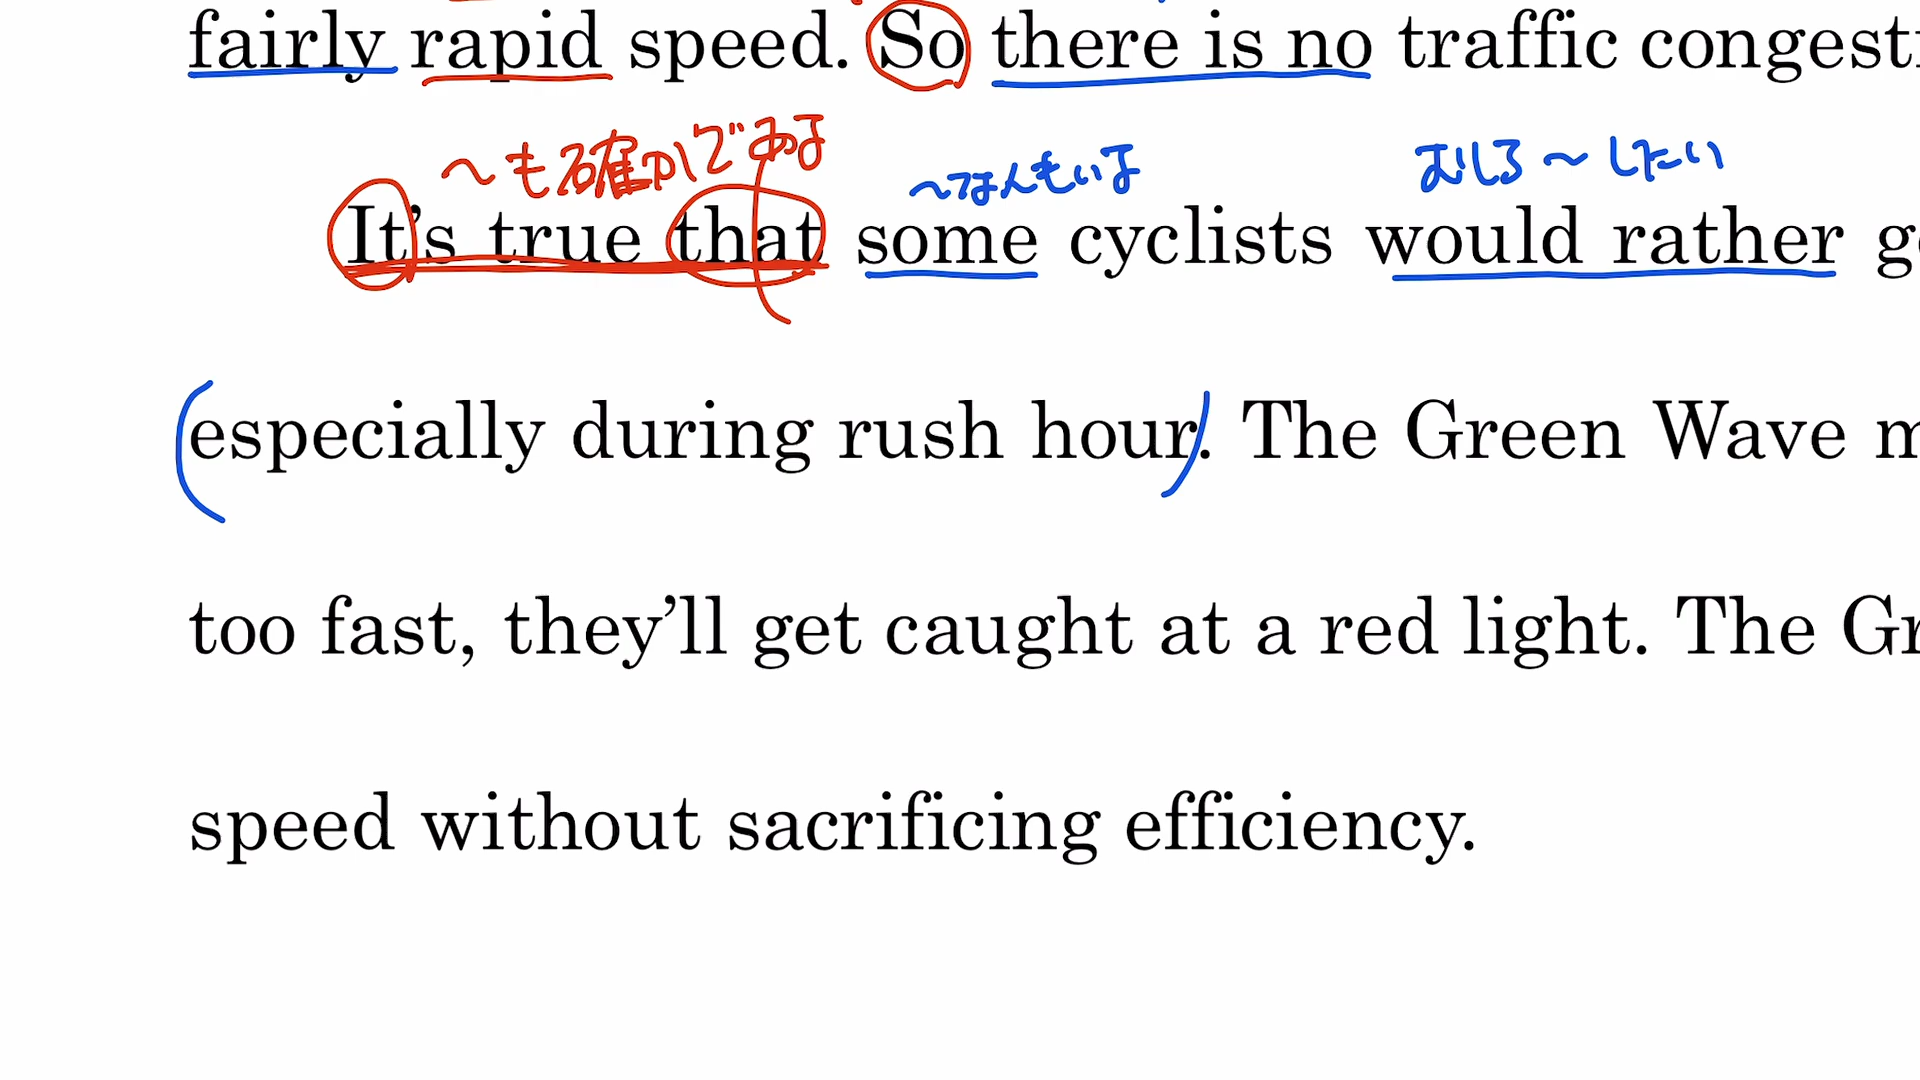 fairly rapid speed. So there is no traffic congesti
〜も確かである 〜なんもいる むしろ〜したい
It's true that some cyclists would rather g
especially during rush hour. The Green Wave m
too fast, they'll get caught at a red light. The Gr
speed without sacrificing efficiency.